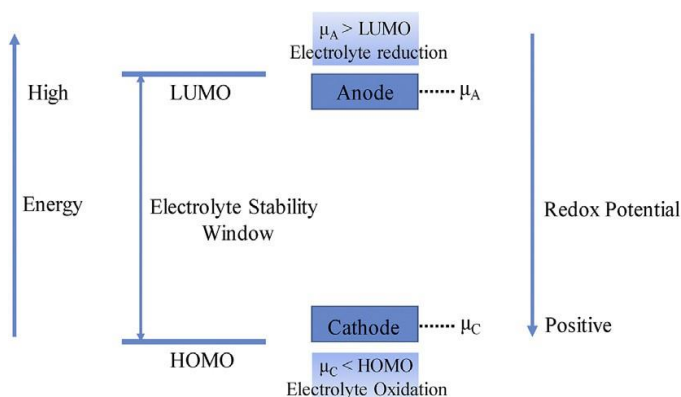 μA > LUMO
Electrolyte reduction
High
LUMO
Anode
μA
Energy
Electrolyte Stability
Window
Redox Potential
Cathode
μC
Positive
HOMO
μC < HOMO
Electrolyte Oxidation